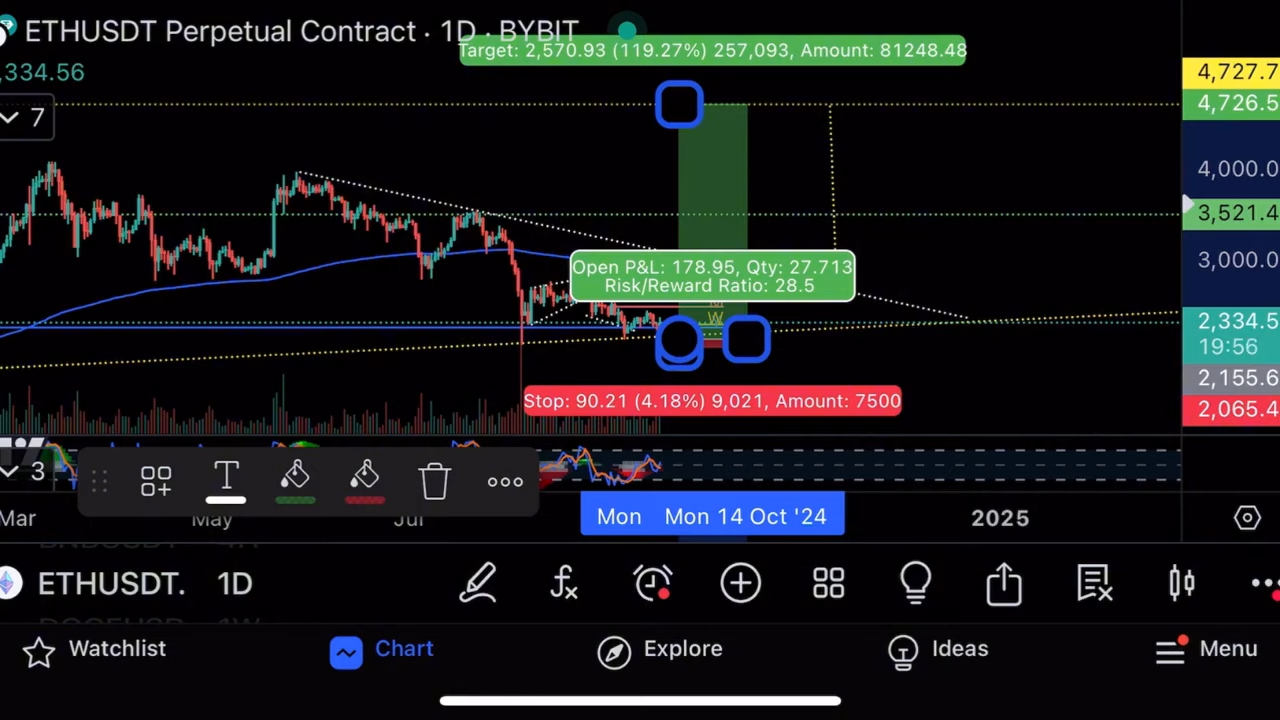 ETHUSDT Perpetual Contract · 1D · BYBIT
Target: 2,570.93 (119.27%) 257,093, Amount: 81248.48
,334.56
7
4,727.7
4,726.5
4,000.0
3,521.4
3,000.0
Open P&L: 178.95, Qty: 27.713
Risk/Reward Ratio: 28.5
2,334.5
19:56
2,155.6
2,065.4
Stop: 90.21 (4.18%) 9,021, Amount: 7500
3
T
Mar
May
Jul
Mon
Mon 14 Oct '24
2025
ETHUSDT.
1D
Watchlist
Chart
Explore
Ideas
Menu